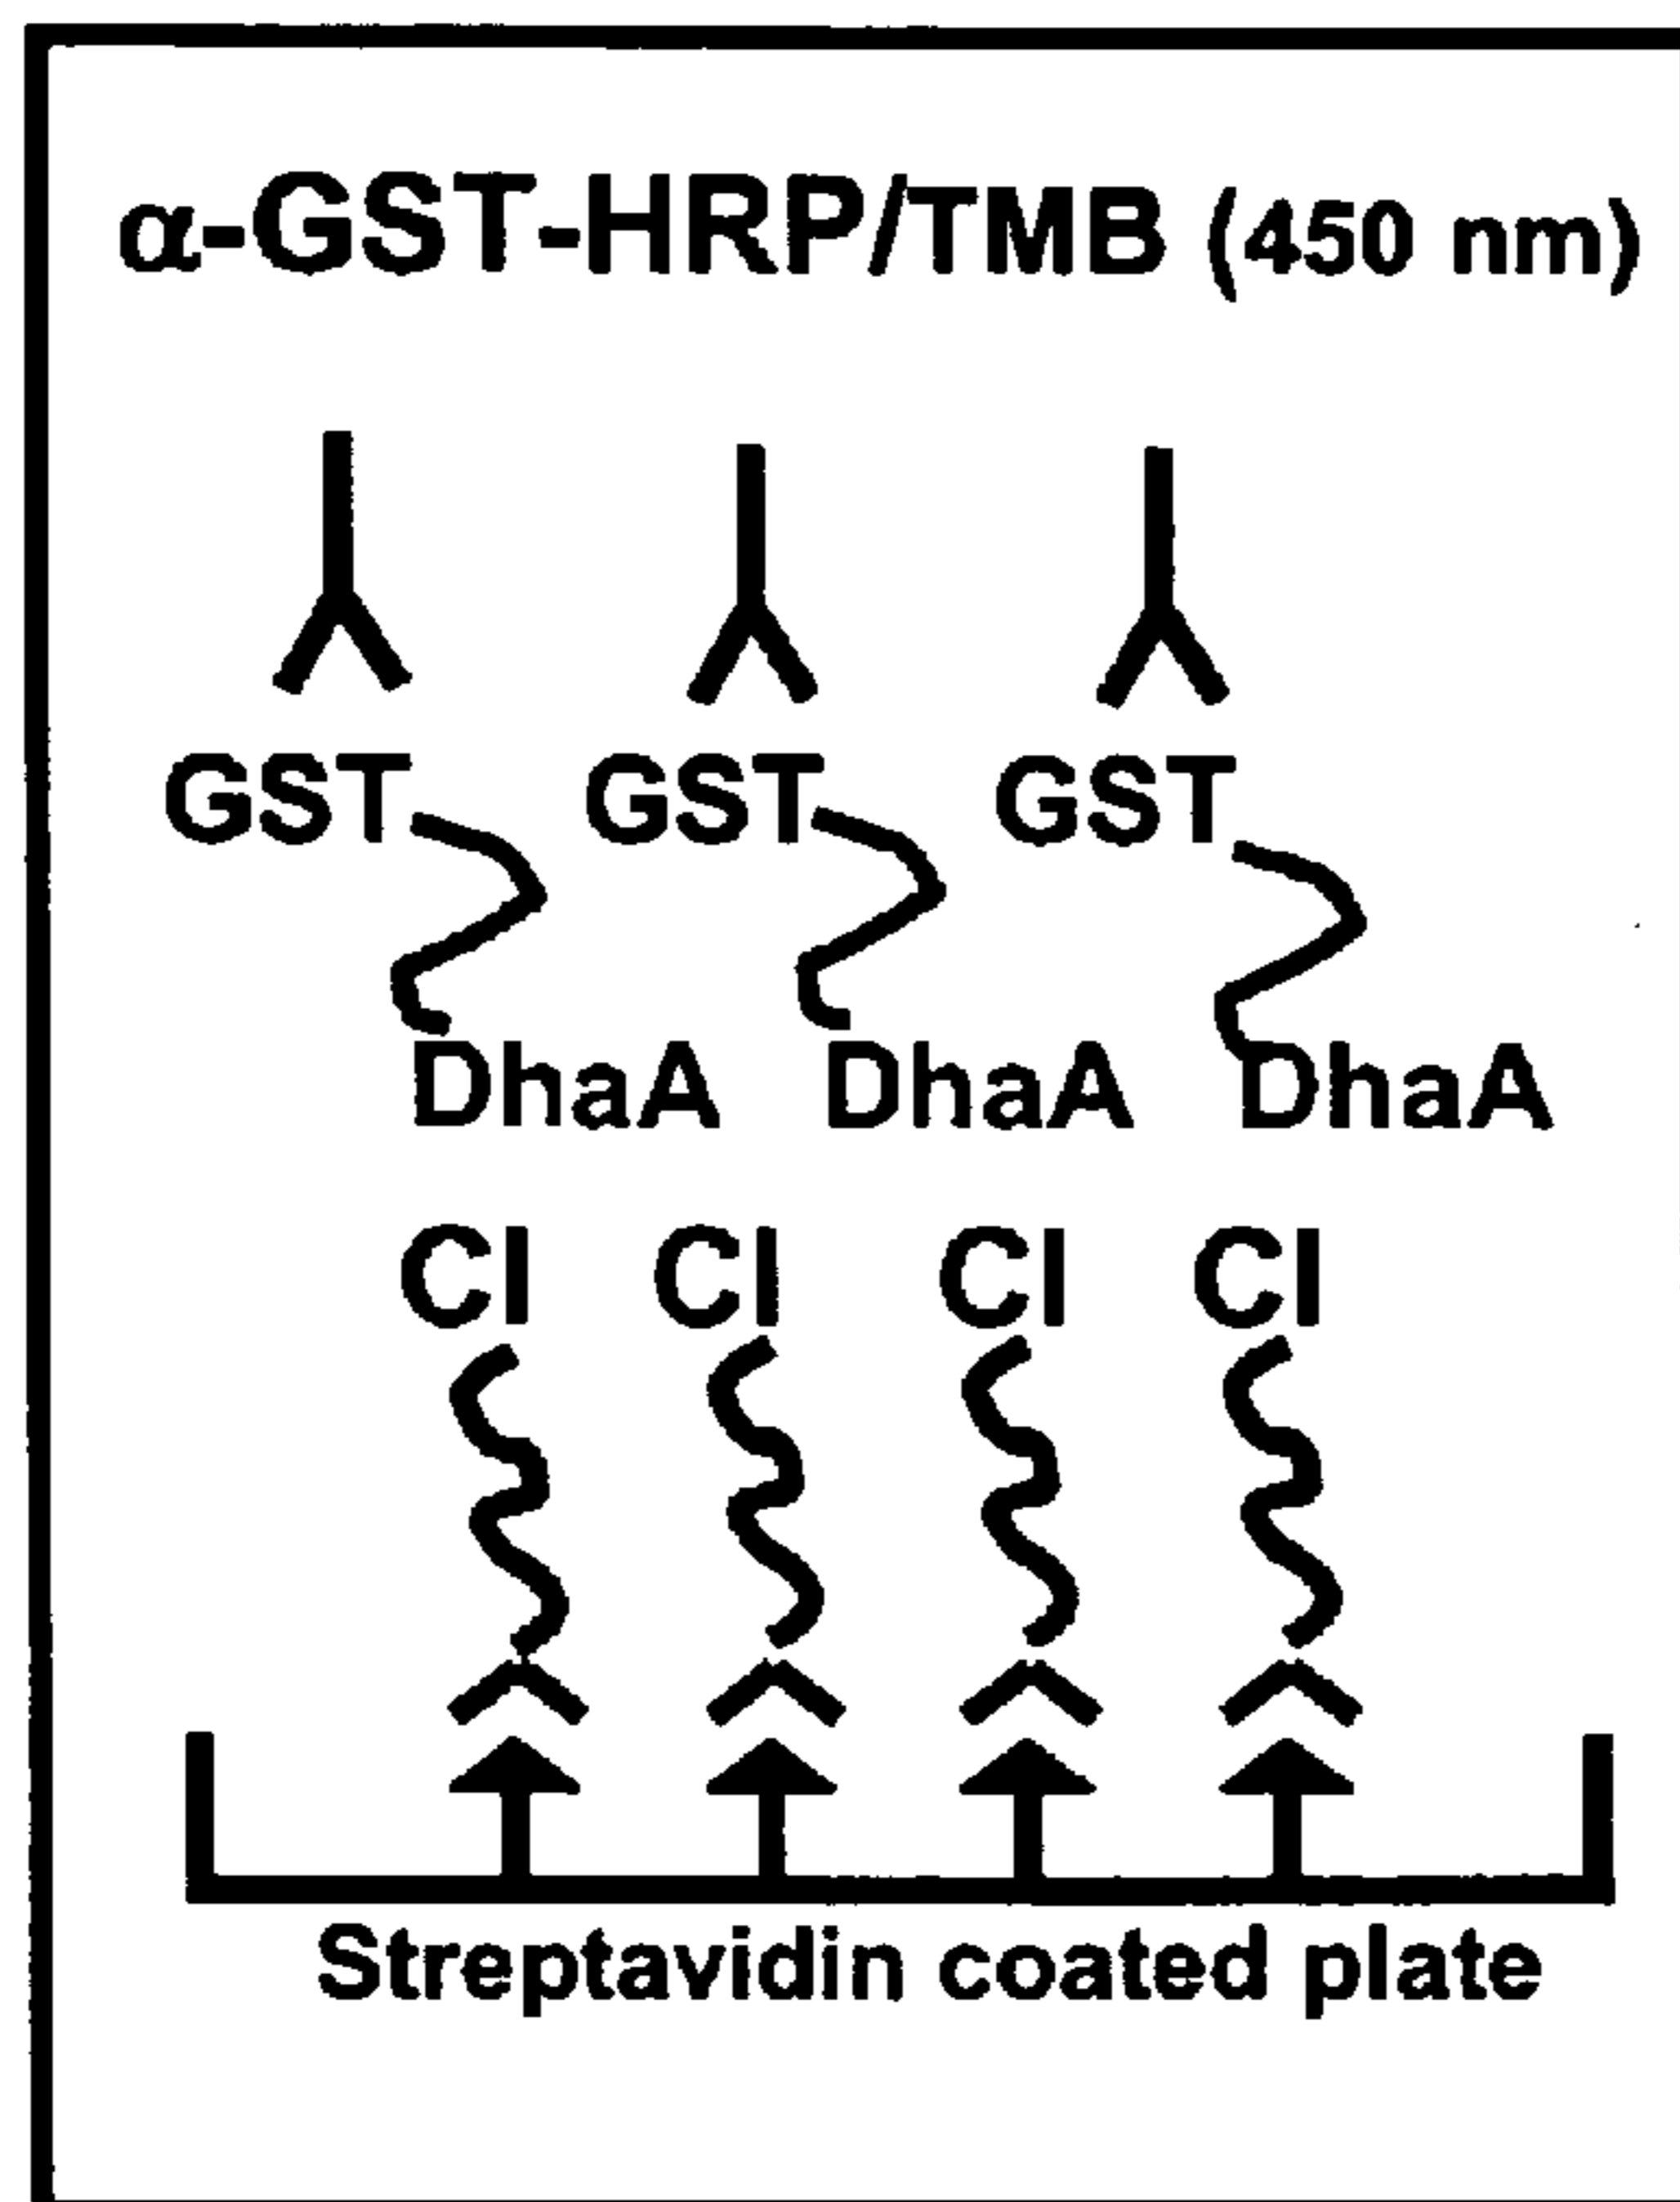 α-GST-HRP/TMB (450 nm)
GST GST GST
DhaA DhaA DhaA
Cl Cl Cl Cl
Streptavidin coated plate